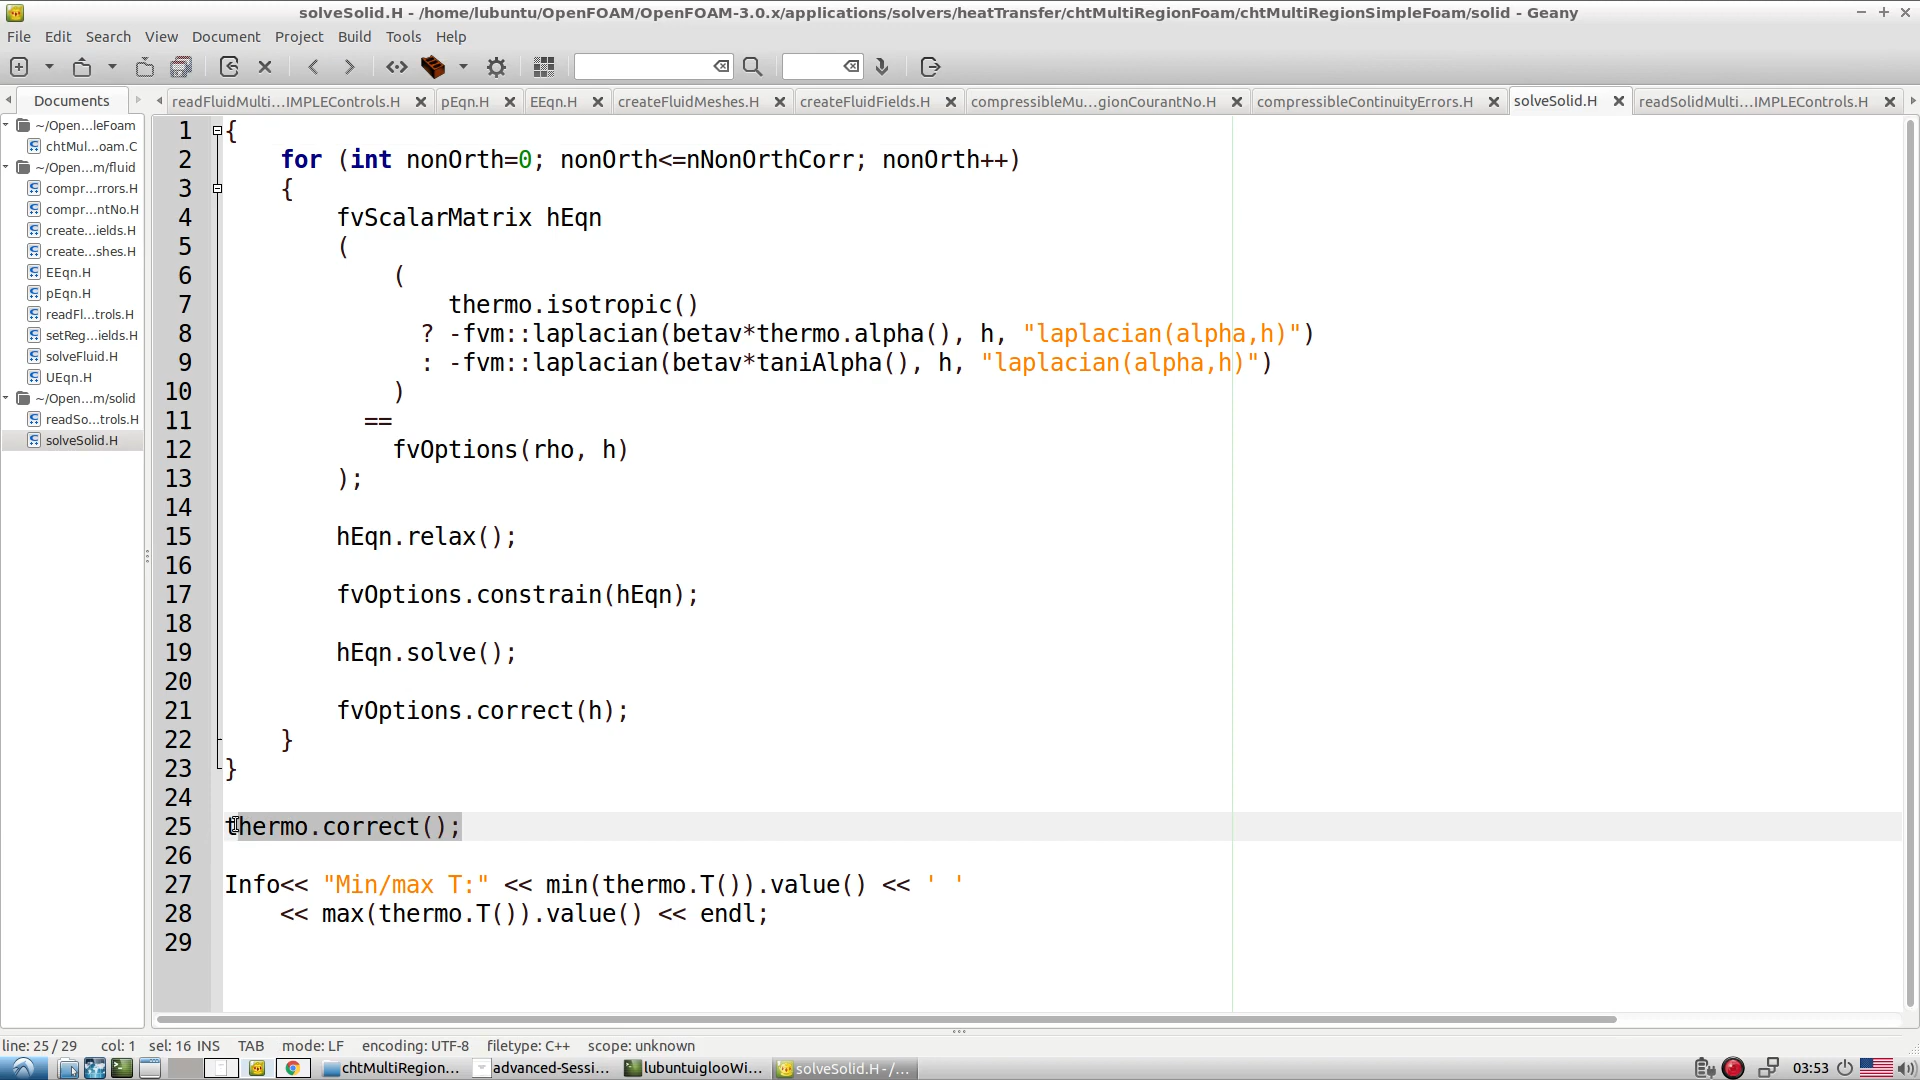 solveSolid.H - /home/lubuntu/OpenFOAM/OpenFOAM-3.0.x/applications/solvers/heatTransfer/chtMultiRegionFoam/chtMultiRegionSimpleFoam/solid - Geany
File Edit Search View Document Project Build Tools Help
Documents readFluidMulti...IMPLEControls.H pEqn.H EEqn.H createFluidMeshes.H createFluidFields.H compressibleMu...gionCourantNo.H compressibleContinuityErrors.H solveSolid.H readSolidMulti...IMPLEControls.H
~/Open...leFoam
chtMul...oam.C
~/Open...m/fluid
compr...rrors.H
compr...ntNo.H
create...ields.H
create...shes.H
EEqn.H
pEqn.H
readFl...trols.H
setReg...ields.H
solveFluid.H
UEqn.H
~/Open...m/solid
readSo...trols.H
solveSolid.H
1 {
2 for (int nonOrth=0; nonOrth<=nNonOrthCorr; nonOrth++)
3 {
4 fvScalarMatrix hEqn
5 (
6 (
7 thermo.isotropic()
8 ? -fvm::laplacian(betav*thermo.alpha(), h, "laplacian(alpha,h)")
9 : -fvm::laplacian(betav*taniAlpha(), h, "laplacian(alpha,h)")
10 )
11 ==
12 fvOptions(rho, h)
13 );
14
15 hEqn.relax();
16
17 fvOptions.constrain(hEqn);
18
19 hEqn.solve();
20
21 fvOptions.correct(h);
22 }
23 }
24
25 thermo.correct();
26
27 Info<< "Min/max T:" << min(thermo.T()).value() << ' '
28 << max(thermo.T()).value() << endl;
29
line: 25 / 29 col: 1 sel: 16 INS TAB mode: LF encoding: UTF-8 filetype: C++ scope: unknown
chtMultiRegion... advanced-Sessi... lubuntuiglooWi... solveSolid.H - /... 03:53